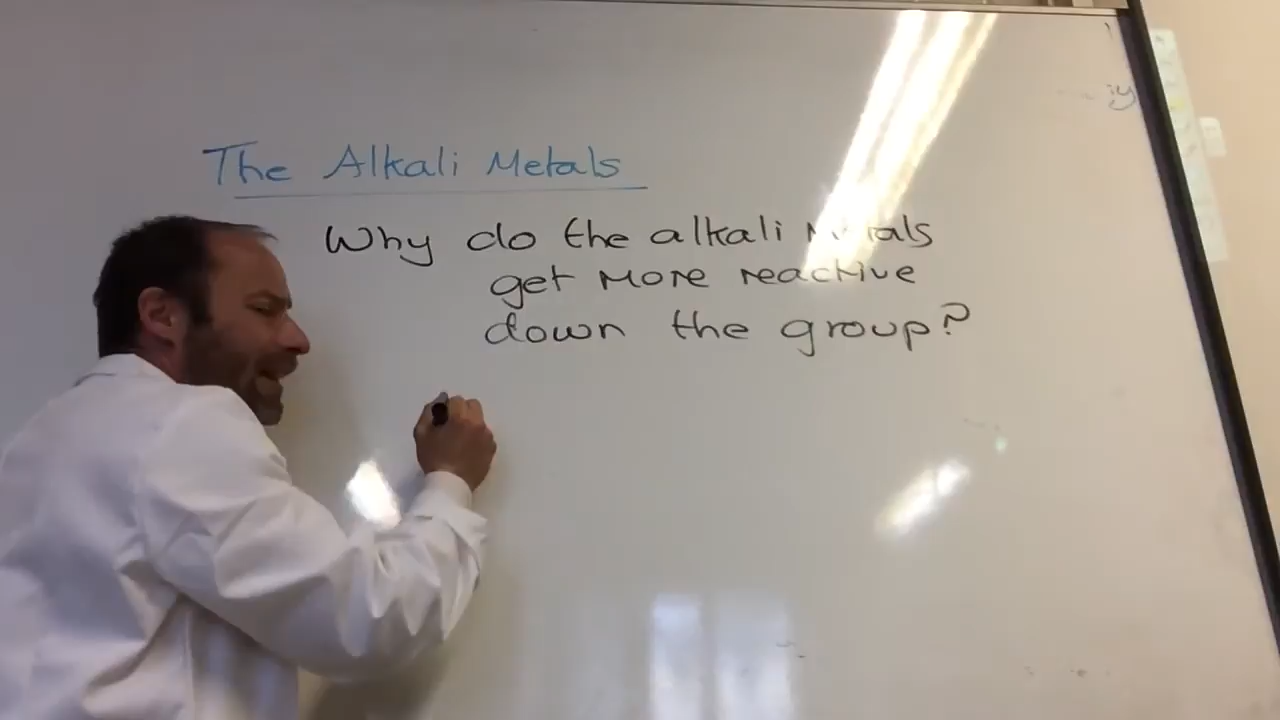 The Alkali Metals
Why do the alkali metals
get more reactive
down the group?